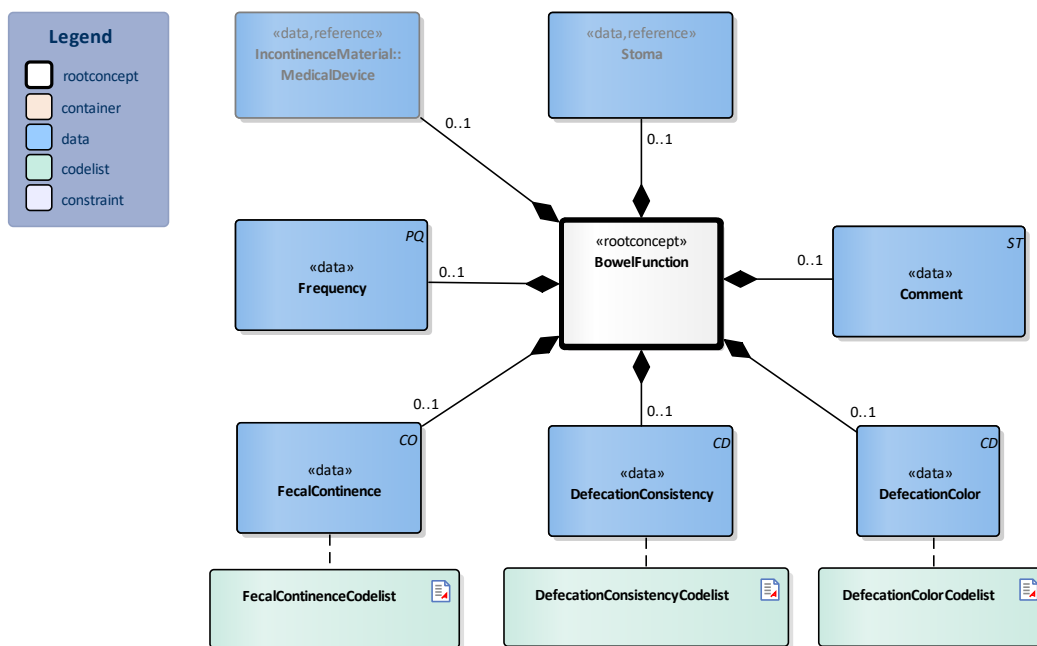 Legend
rootconcept
container
data
codelist
constraint
«data,reference»
IncontinenceMaterial::
MedicalDevice
«data,reference»
Stoma
0..1
0..1
PQ
«data»
Frequency
0..1
«rootconcept»
BowelFunction
0..1
ST
«data»
Comment
0..1
CO
«data»
FecalContinence
0..1
CD
«data»
DefecationConsistency
0..1
CD
«data»
DefecationColor
FecalContinenceCodelist
DefecationConsistencyCodelist
DefecationColorCodelist